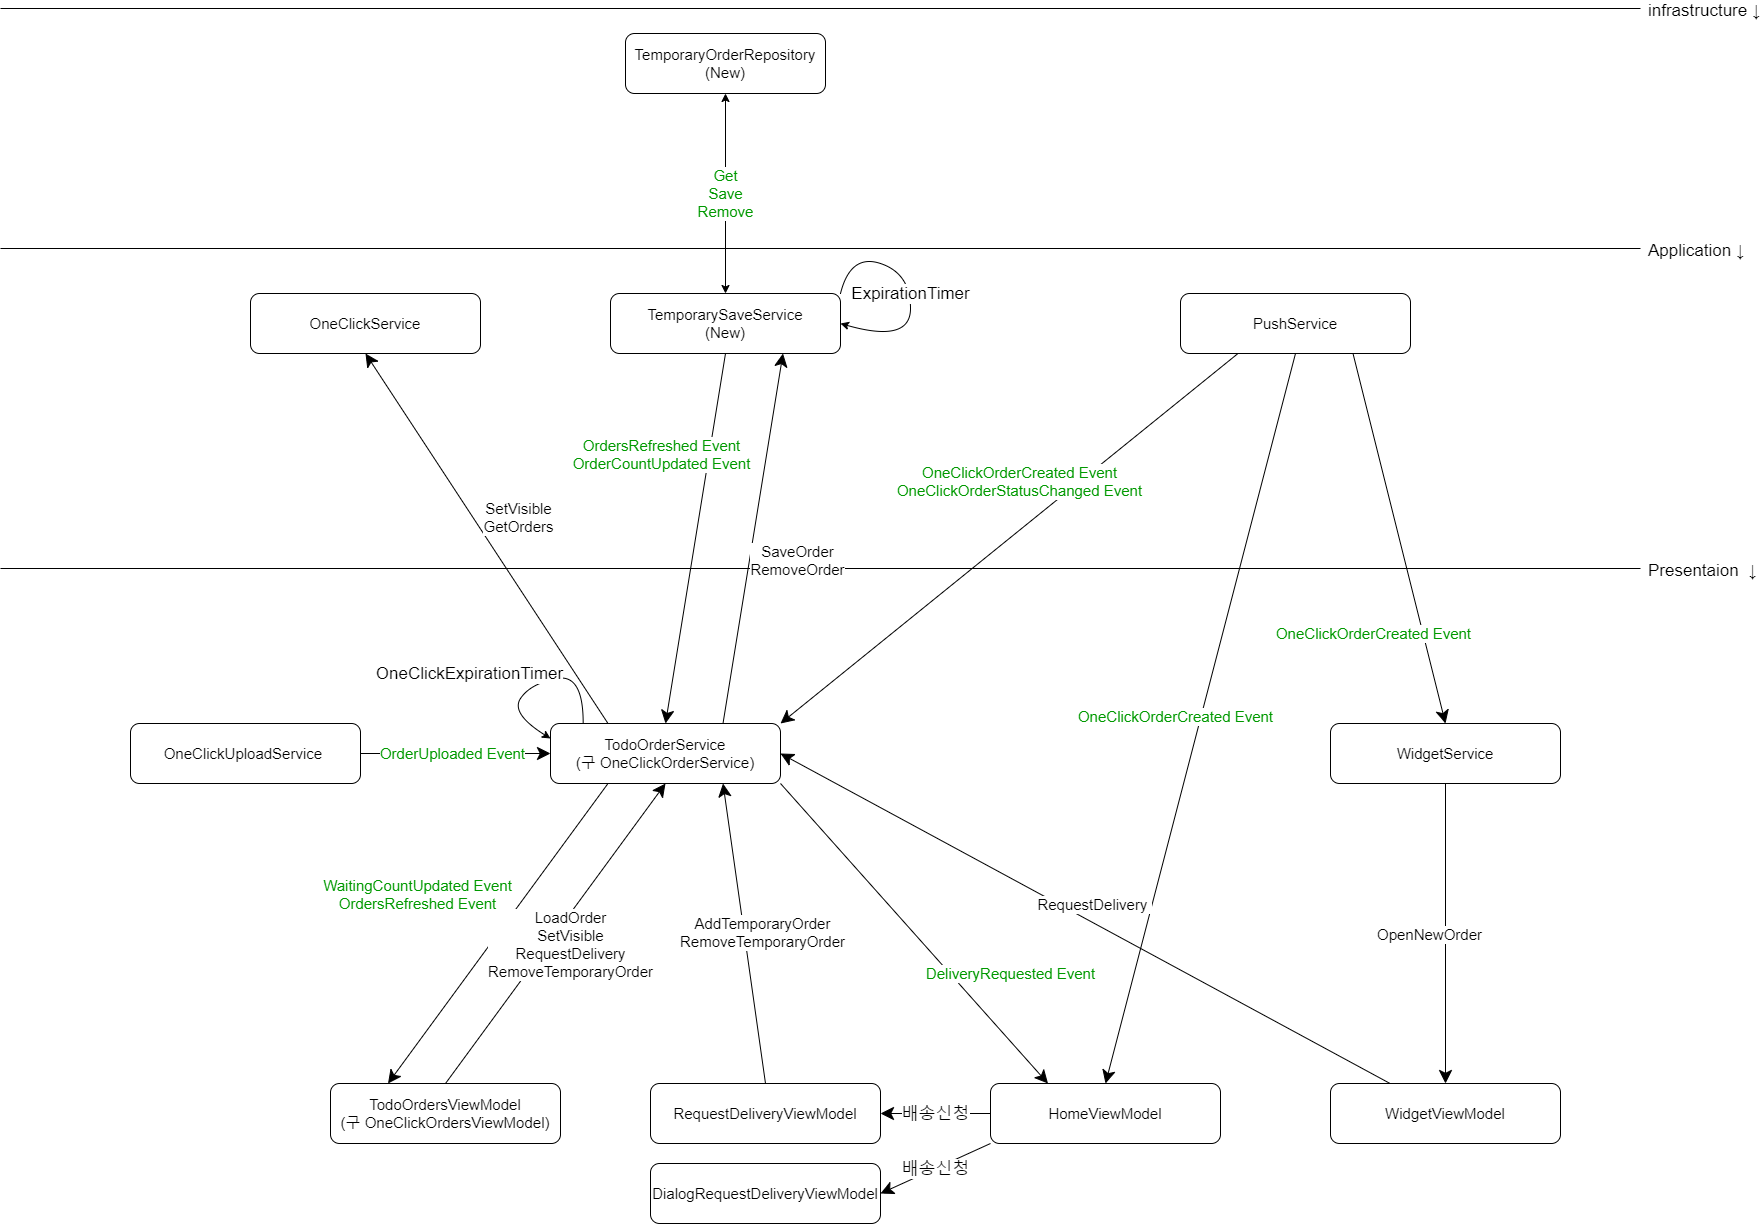 infrastructure ↓
TemporaryOrderRepository
(New)
Get
Save
Remove
Application ↓
OneClickService
TemporarySaveService
(New)
ExpirationTimer
PushService
OrdersRefreshed Event
OrderCountUpdated Event
OneClickOrderCreated Event
OneClickOrderStatusChanged Event
SetVisible
GetOrders
SaveOrder
RemoveOrder
Presentaion ↓
OneClickOrderCreated Event
OneClickExpirationTimer
OneClickOrderCreated Event
OneClickUploadService
OrderUploaded Event
TodoOrderService
(구 OneClickOrderService)
WidgetService
WaitingCountUpdated Event
OrdersRefreshed Event
LoadOrder
SetVisible
RequestDelivery
RemoveTemporaryOrder
AddTemporaryOrder
RemoveTemporaryOrder
RequestDelivery
OpenNewOrder
DeliveryRequested Event
TodoOrdersViewModel
(구 OneClickOrdersViewModel)
RequestDeliveryViewModel
배송신청
HomeViewModel
WidgetViewModel
배송신청
DialogRequestDeliveryViewModel